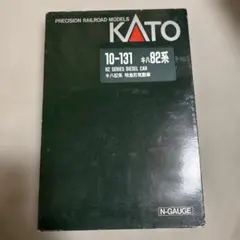 PRECISION RAILROAD MODELS
KATO
10-131 キハ82系
82 SERIES DIESEL CAR
キハ82系 特急形気動車
N-GAUGE